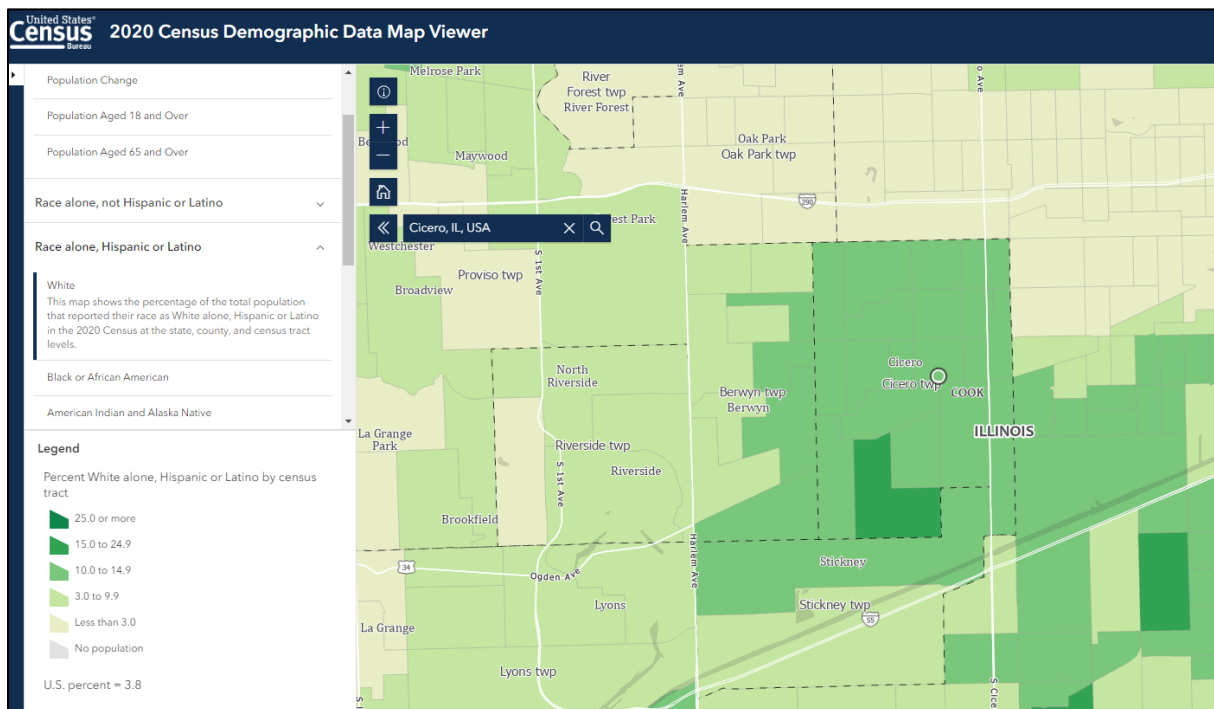 United States®
Census
Bureau
2020 Census Demographic Data Map Viewer
Population Change
Population Aged 18 and Over
Population Aged 65 and Over
Race alone, not Hispanic or Latino
Race alone, Hispanic or Latino
White
This map shows the percentage of the total population
that reported their race as White alone, Hispanic or Latino
in the 2020 Census at the state, county, and census tract
levels.
Black or African American
American Indian and Alaska Native
Legend
Percent White alone, Hispanic or Latino by census
tract
25.0 or more
15.0 to 24.9
10.0 to 14.9
3.0 to 9.9
Less than 3.0
No population
U.S. percent = 3.8
Cicero, IL, USA
Melrose Park
River
Forest twp
River Forest
Maywood
Oak Park
Oak Park twp
290
Harlem Ave
Westchester
Proviso twp
Broadview
S 1st Ave
North
Riverside
Berwyn twp
Berwyn
Cicero
Cicero twp
COOK
ILLINOIS
La Grange
Park
Riverside twp
Riverside
S 1st Ave
Brookfield
Harlem Ave
34
Ogden Ave
Stickney
Lyons
Stickney twp
55
La Grange
Lyons twp